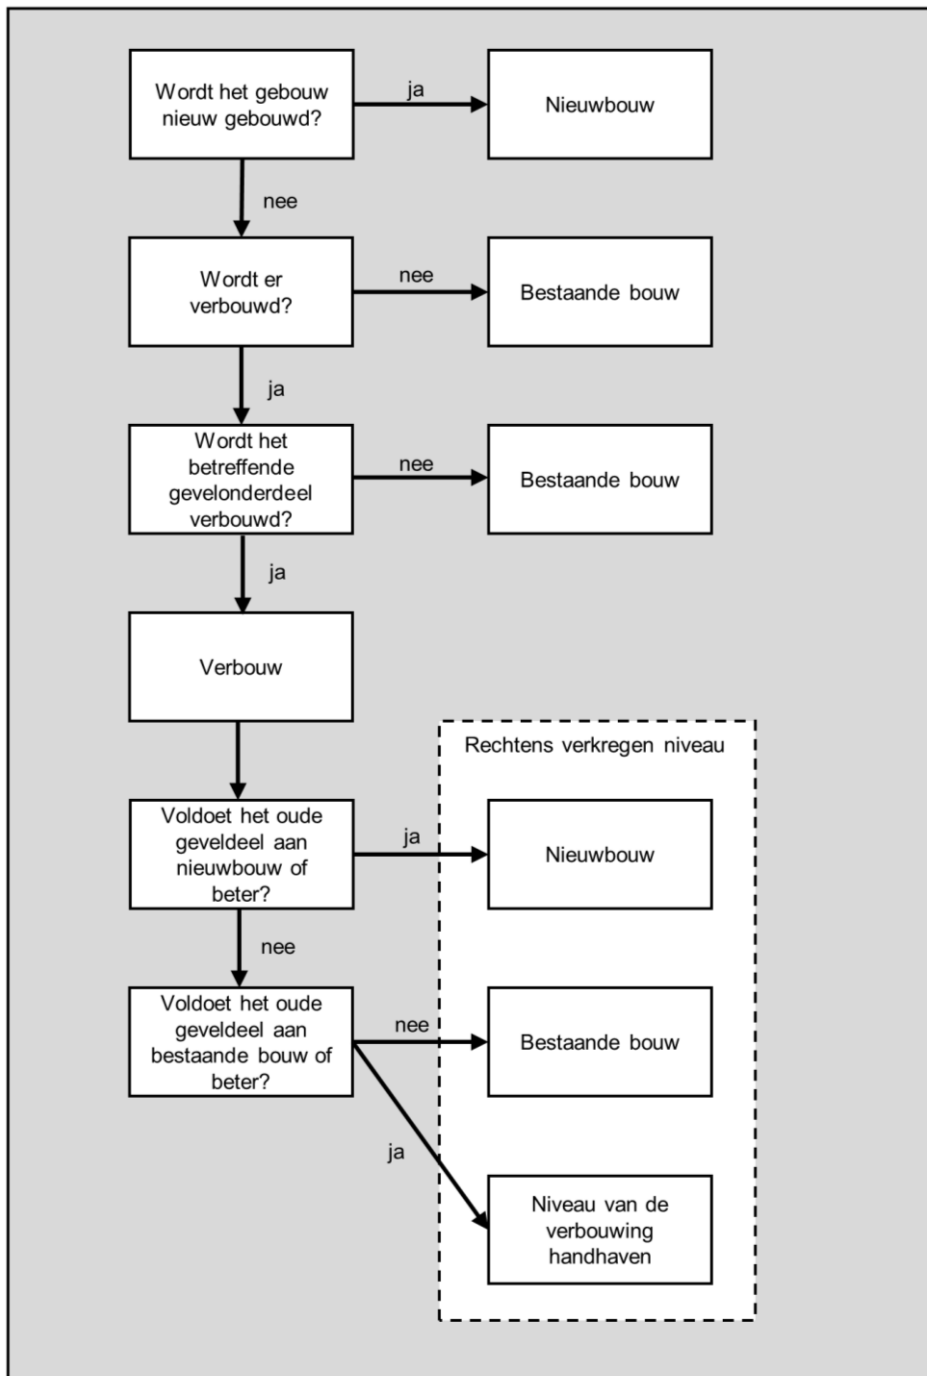 Wordt het gebouw
nieuw gebouwd?
ja
Nieuwbouw
nee
Wordt er
verbouwd?
nee
Bestaande bouw
ja
Wordt het
betreffende
gevelonderdeel
verbouwd?
nee
Bestaande bouw
ja
Verbouw
Rechtens verkregen niveau
Voldoet het oude
geveldeel aan
nieuwbouw of
beter?
ja
Nieuwbouw
nee
Voldoet het oude
geveldeel aan
bestaande bouw of
beter?
nee
Bestaande bouw
ja
Niveau van de
verbouwing
handhaven